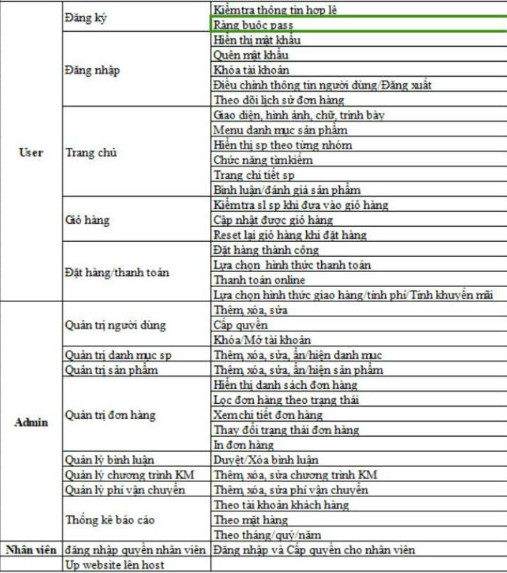 User
Đăng ký
Kiểm tra thông tin hợp lệ
Ràng buộc pass
Đăng nhập
Hiển thị mật khẩu
Quên mật khẩu
Khóa tài khoản
Điều chỉnh thông tin người dùng/Đăng xuất
Theo dõi lịch sử đơn hàng
Trang chủ
Giao diện, hình ảnh, chữ, trình bày
Menu danh mục sản phẩm
Hiển thị sp theo từng nhóm
Chức năng tìm kiếm
Trang chi tiết sp
Bình luận/đánh giá sản phẩm
Giỏ hàng
Kiểm tra sl sp khi đưa vào giỏ hàng
Cập nhật được giỏ hàng
Reset lại giỏ hàng khi đặt hàng
Đặt hàng/thanh toán
Đặt hàng thành công
Lựa chọn hình thức thanh toán
Thanh toán online
Lựa chọn hình thức giao hàng/tính phí/Tính khuyến mãi
Admin
Quản trị người dùng
Thêm, xóa, sửa
Cấp quyền
Khóa/Mở tài khoản
Quản trị danh mục sp
Thêm, xóa, sửa, ẩn/hiện danh mục
Quản trị sản phẩm
Thêm, xóa, sửa, ẩn/hiện sản phẩm
Quản trị đơn hàng
Hiển thị danh sách đơn hàng
Lọc đơn hàng theo trạng thái
Xem chi tiết đơn hàng
Thay đổi trạng thái đơn hàng
In đơn hàng
Quản lý bình luận
Duyệt/Xóa bình luận
Quản lý chương trình KM
Thêm, xóa, sửa chương trình KM
Quản lý phí vận chuyển
Thêm, xóa, sửa phí vận chuyển
Thống kê báo cáo
Theo tài khoản khách hàng
Theo mặt hàng
Theo tháng/quý/năm
Nhân viên
đăng nhập quyền nhân viên
Đăng nhập và Cấp quyền cho nhân viên
Up website lên host